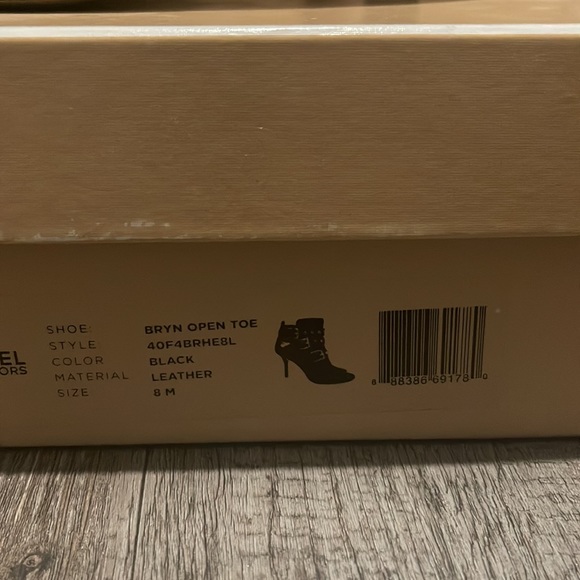 EL
ORS
SHOE: BRYN OPEN TOE
STYLE 40F4BRHE8L
COLOR BLACK
MATERIAL LEATHER
SIZE 8 M
8 88386 69178 0